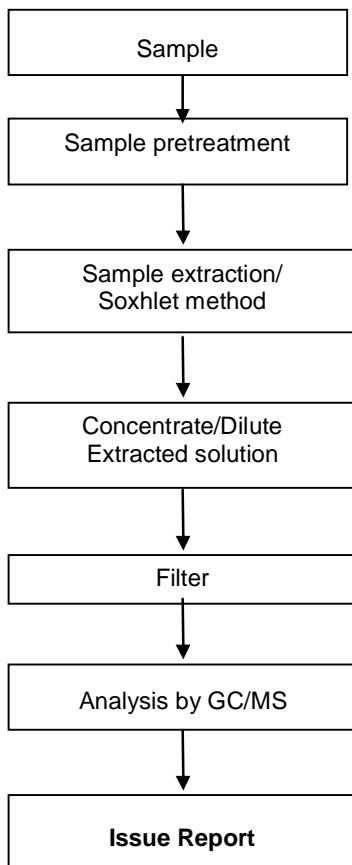 Sample
Sample pretreatment
Sample extraction/
Soxhlet method
Concentrate/Dilute
Extracted solution
Filter
Analysis by GC/MS
Issue Report